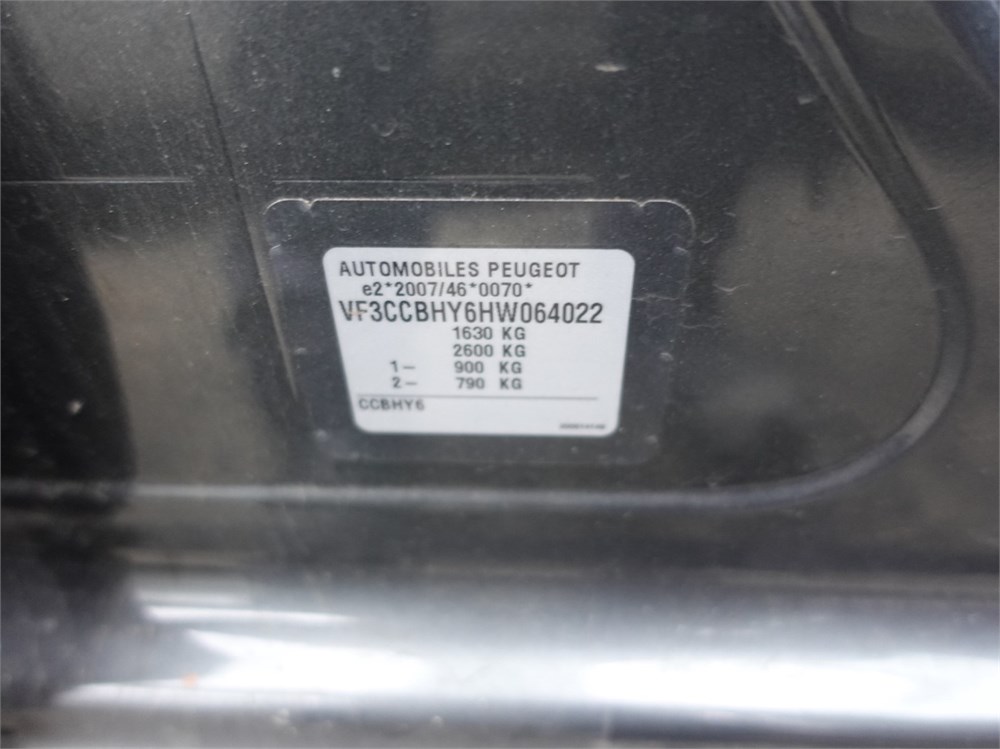 AUTOMOBILES PEUGEOT
e2*2007/46*0070*
VF3CCBHY6HW064022
1630 KG
2600 KG
1- 900 KG
2- 790 KG
CCBHY6